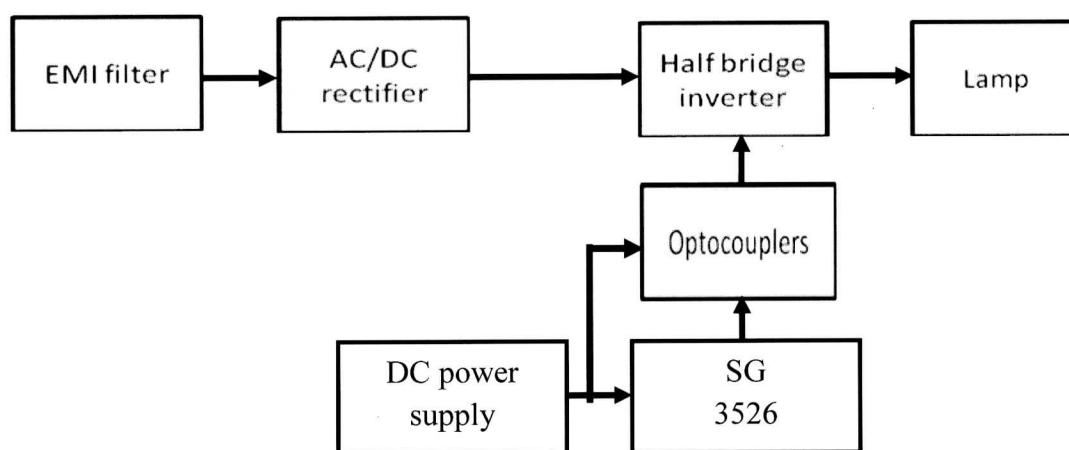 EMI filter
AC/DC
rectifier
Half bridge
inverter
Lamp
Optocouplers
DC power
supply
SG
3526